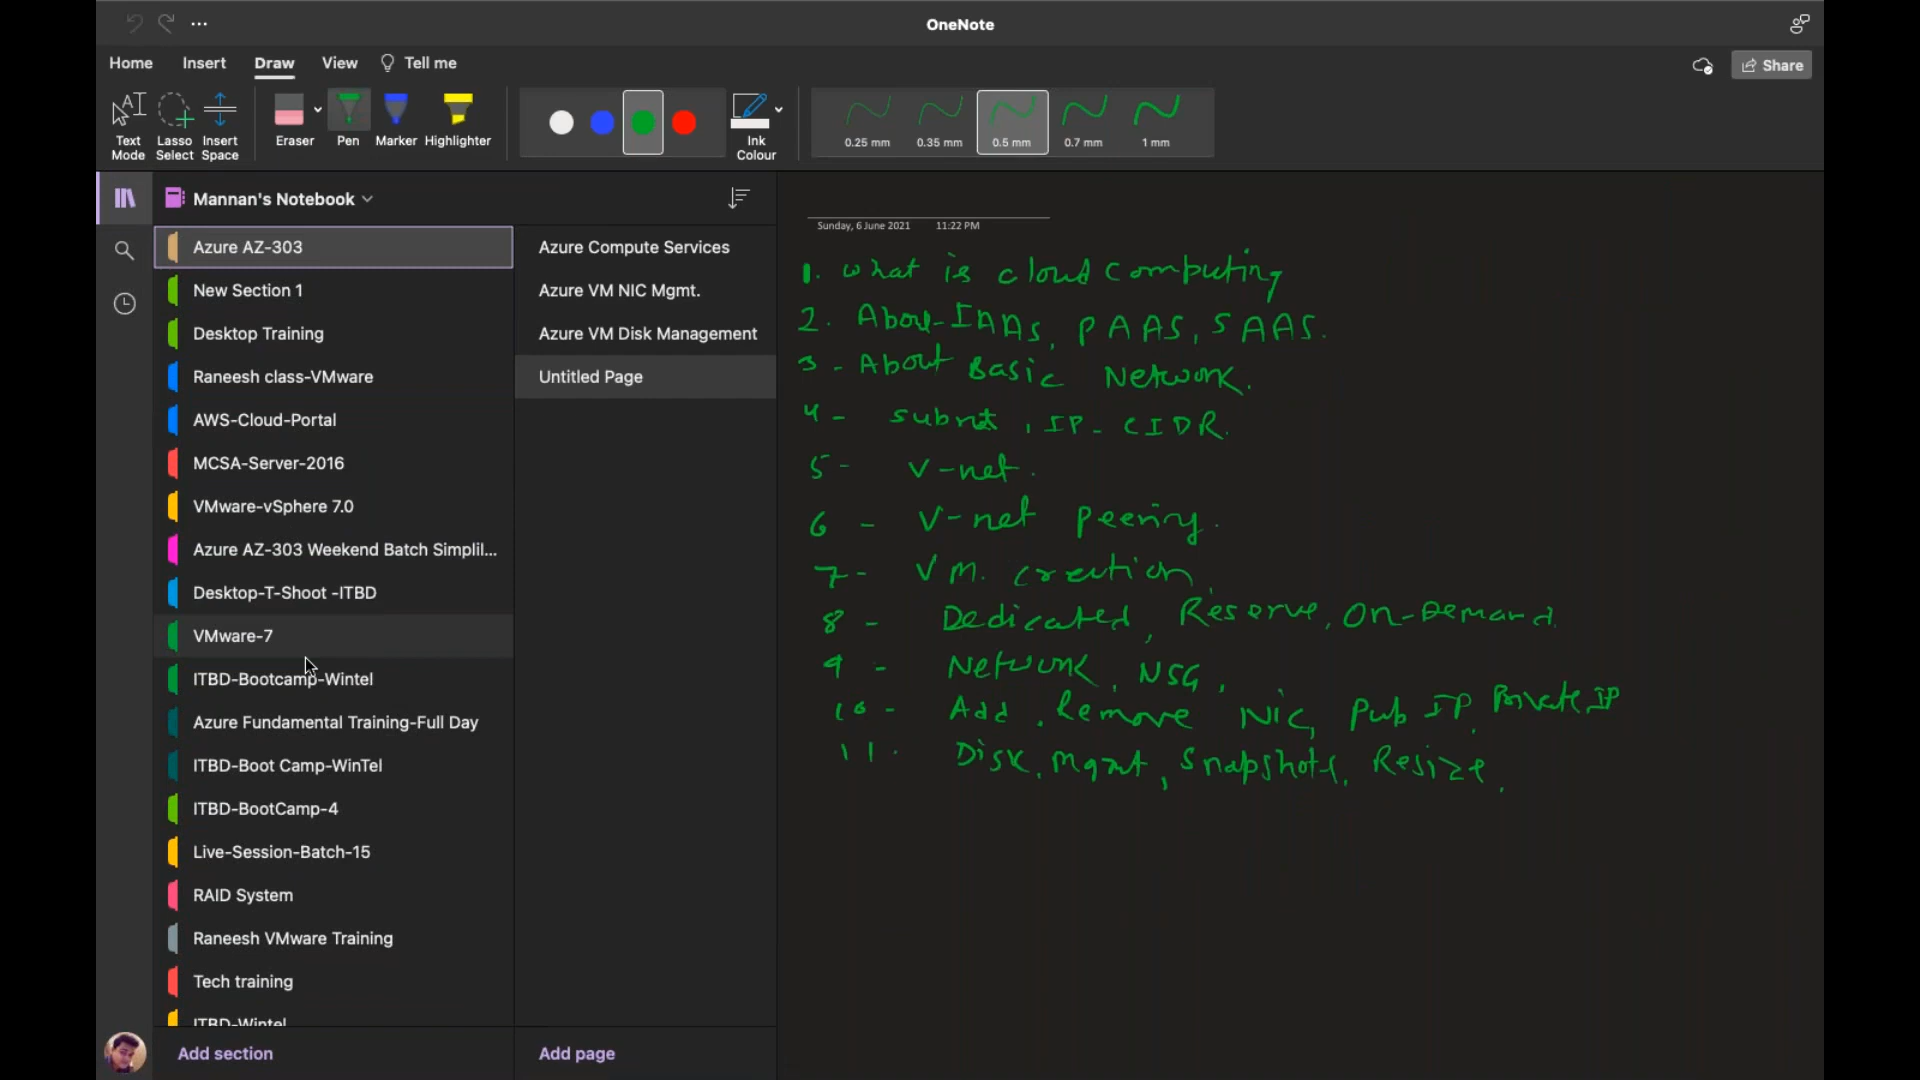 OneNote
Home Insert Draw View Tell me
Share
Text Mode
Lasso Select
Insert Space
Eraser
Pen
Marker
Highlighter
Ink Colour
0.25 mm
0.35 mm
0.5 mm
0.7 mm
1 mm
Mannan's Notebook
Azure AZ-303
New Section 1
Desktop Training
Raneesh class-VMware
AWS-Cloud-Portal
MCSA-Server-2016
VMware-vSphere 7.0
Azure AZ-303 Weekend Batch Simplil...
Desktop-T-Shoot -ITBD
VMware-7
ITBD-Bootcamp-Wintel
Azure Fundamental Training-Full Day
ITBD-Boot Camp-WinTel
ITBD-BootCamp-4
Live-Session-Batch-15
RAID System
Raneesh VMware Training
Tech training
ITBD-Wintel
Add section
Azure Compute Services
Azure VM NIC Mgmt.
Azure VM Disk Management
Untitled Page
Add page
Sunday, 6 June 2021 11:22 PM
1. what is cloud computing
2. About-IAAS, PAAS, SAAS.
3 - About Basic Network.
4 - subnet, IP - CIDR.
5 - V-net.
6 - V-net peering.
7 - VM. creation,
8 - Dedicated, Reserve, On-Demand.
9 - Network, NSG,
10 - Add, Remove NIC, Pub IP, Private IP
11. Disk. Mgmt, Snapshots, Resize,